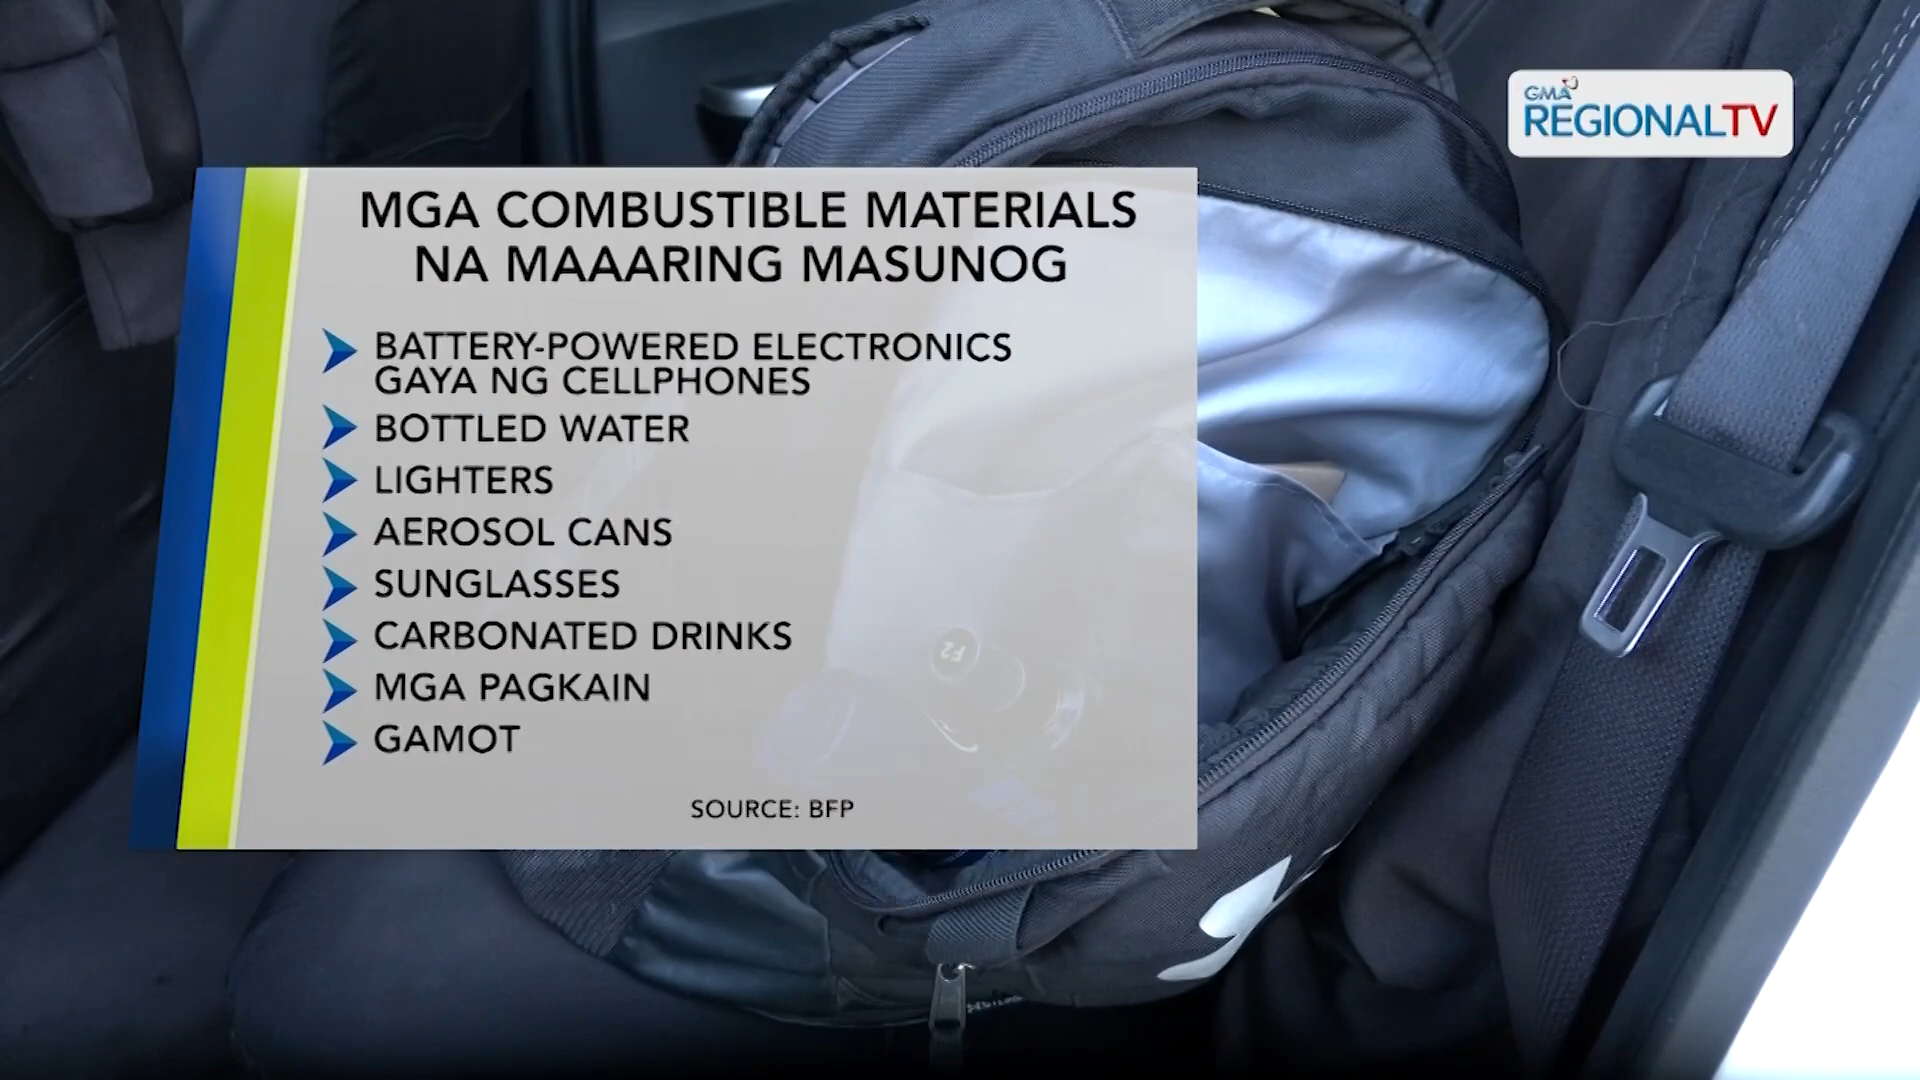 GMA
REGIONALTV
MGA COMBUSTIBLE MATERIALS
NA MAAARING MASUNOG
BATTERY-POWERED ELECTRONICS
GAYA NG CELLPHONES
BOTTLED WATER
LIGHTERS
AEROSOL CANS
SUNGLASSES
CARBONATED DRINKS
MGA PAGKAIN
GAMOT
F2
SOURCE: BFP